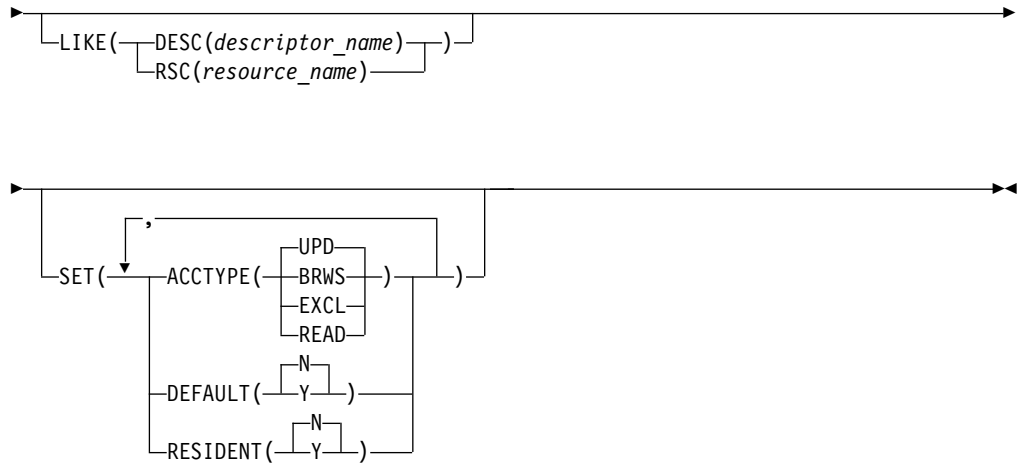 LIKE( DESC(descriptor_name) )
RSC(resource_name)
,
UPD
SET( ACCTYPE( BRWS ) )
EXCL
READ
N
DEFAULT( Y )
N
RESIDENT( Y )